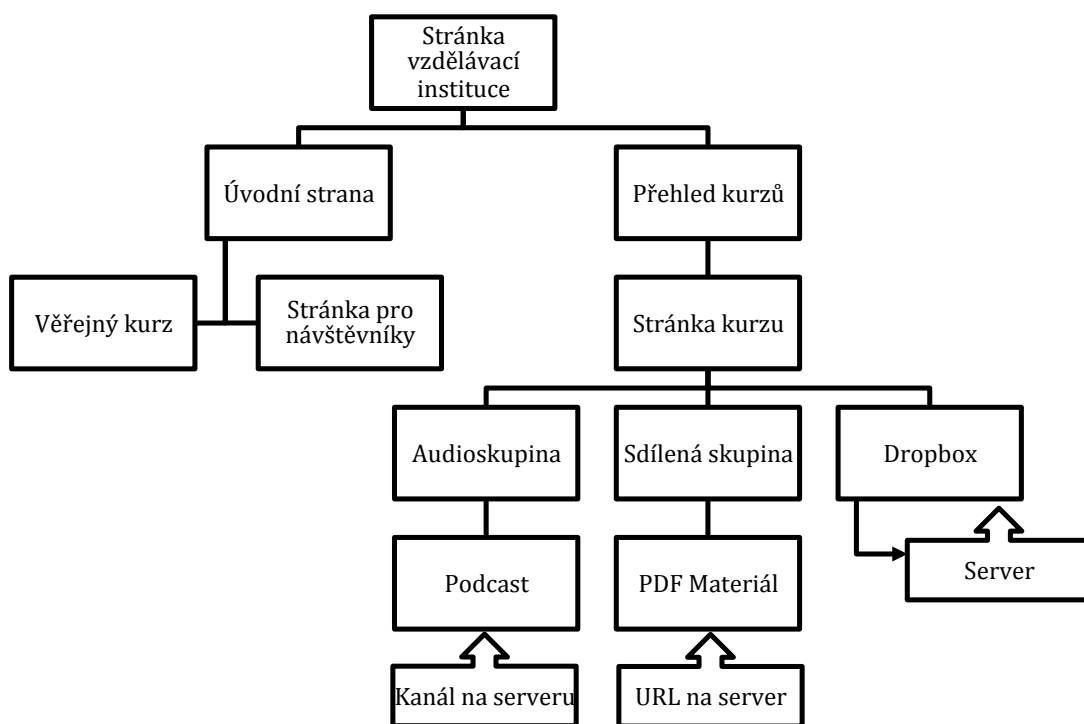 Stránka
vzdělávací
instituce
Úvodní strana
Přehled kurzů
Věřejný kurz
Stránka pro
návštěvníky
Stránka kurzu
Audioskupina
Sdílená skupina
Dropbox
Podcast
PDF Materiál
Server
Kanál na serveru
URL na server